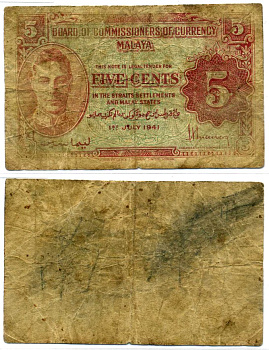 5
BOARD OF COMMISSIONERS OF CURRENCY
5
MALAYA
THIS NOTE IS LEGAL TENDER FOR
FIVE CENTS
5
IN THE STRAITS SETTLEMENTS
AND MALAY STATES
1ST JULY 1941